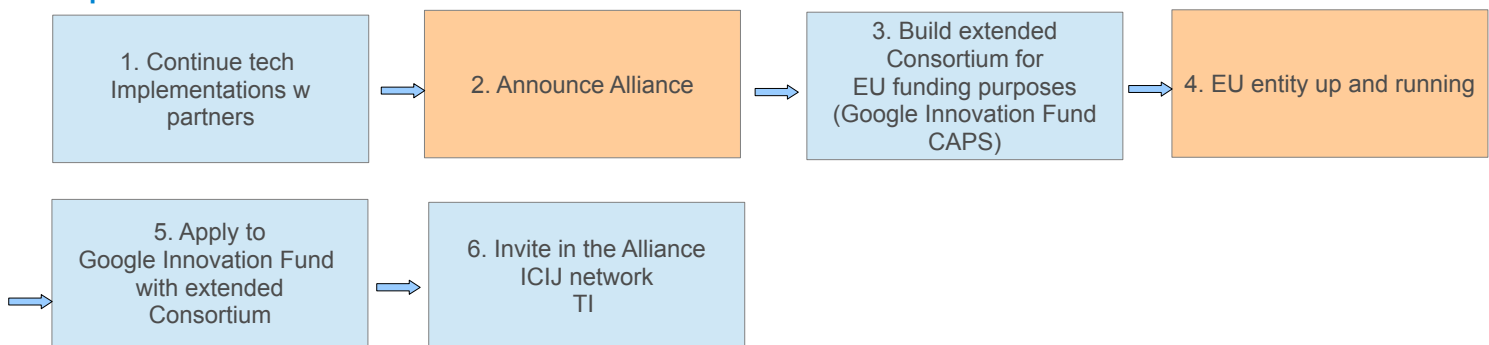 1. Continue tech
Implementations w
partners
2. Announce Alliance
3. Build extended
Consortium for
EU funding purposes
(Google Innovation Fund
CAPS)
4. EU entity up and running
5. Apply to
Google Innovation Fund
with extended
Consortium
6. Invite in the Alliance
ICIJ network
TI